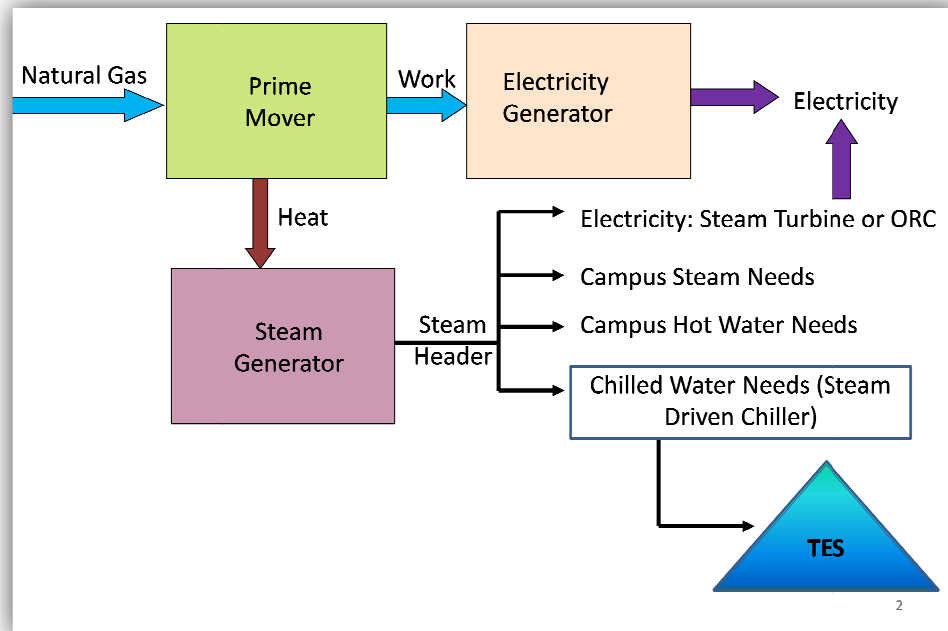 Natural Gas
Prime
Mover
Work
Electricity
Generator
Electricity
Heat
Electricity: Steam Turbine or ORC
Campus Steam Needs
Steam
Generator
Steam
Header
Campus Hot Water Needs
Chilled Water Needs (Steam
Driven Chiller)
TES
2